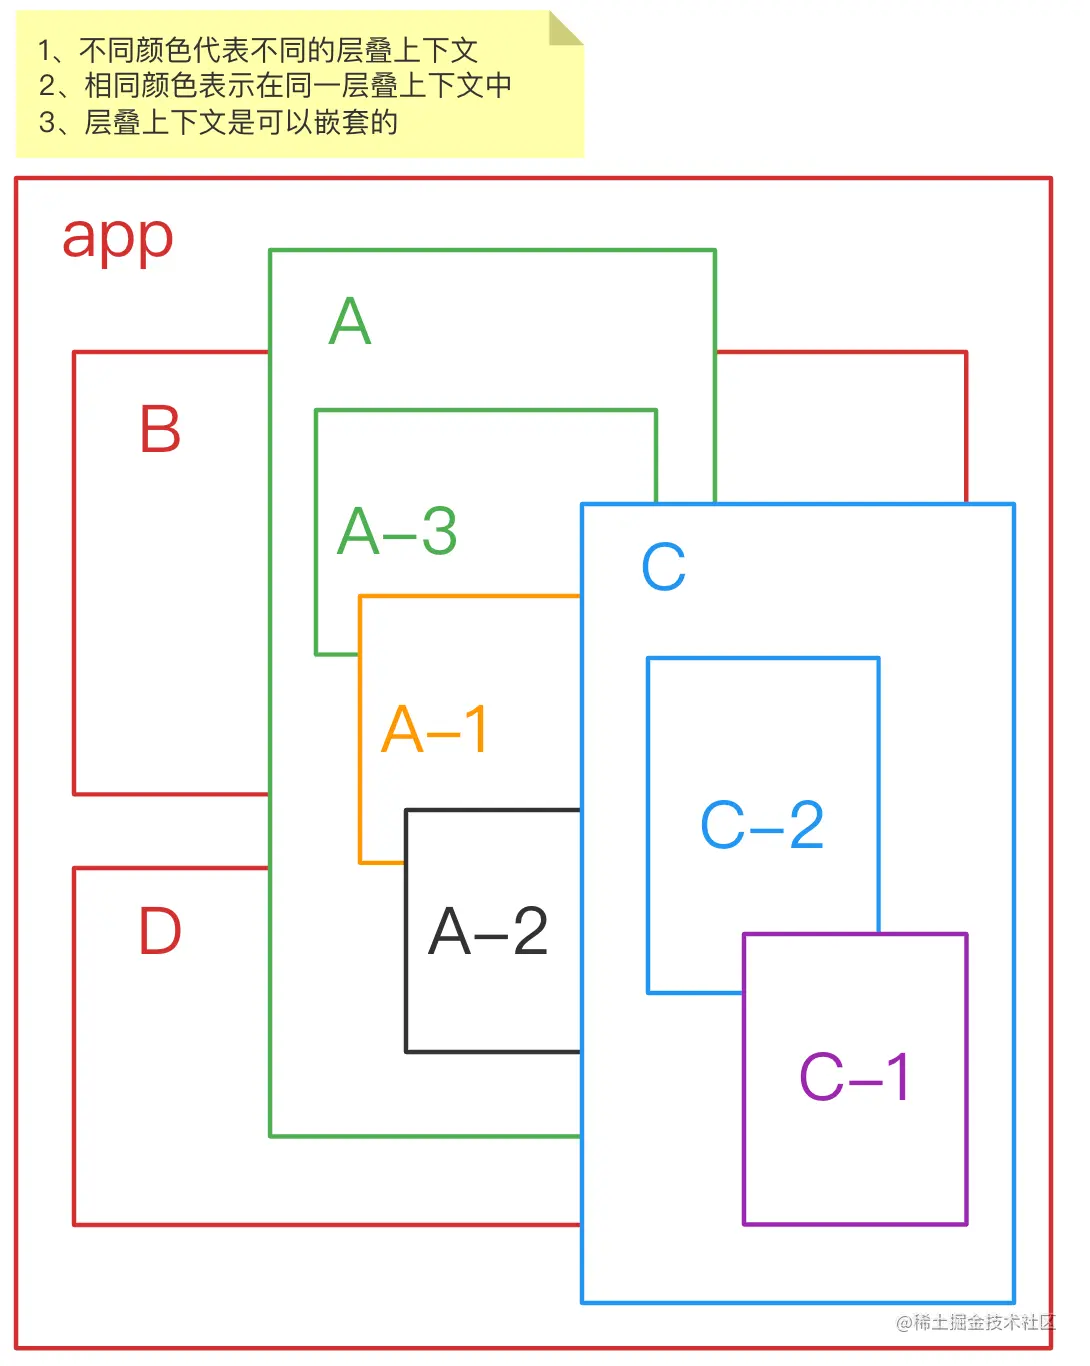 1、不同颜色代表不同的层叠上下文
2、相同颜色表示在同一层叠上下文中
3、层叠上下文是可以嵌套的
app
A
B
A-3
C
A-1
C-2
A-2
D
C-1
@稀土掘金技术社区